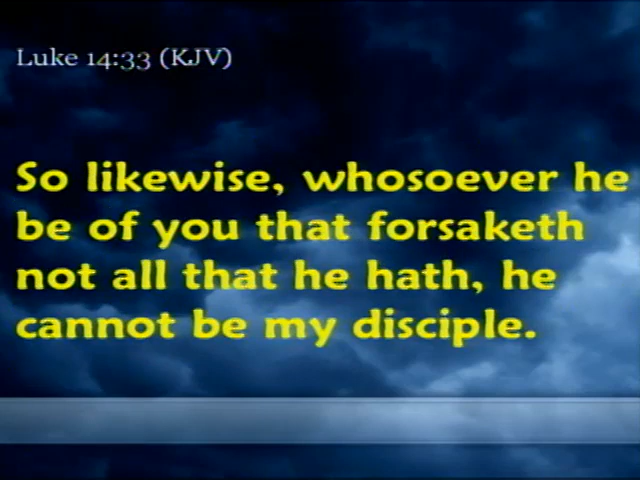 Luke 14:33 (KJV)
So likewise, whosoever he
be of you that forsaketh
not all that he hath, he
cannot be my disciple.